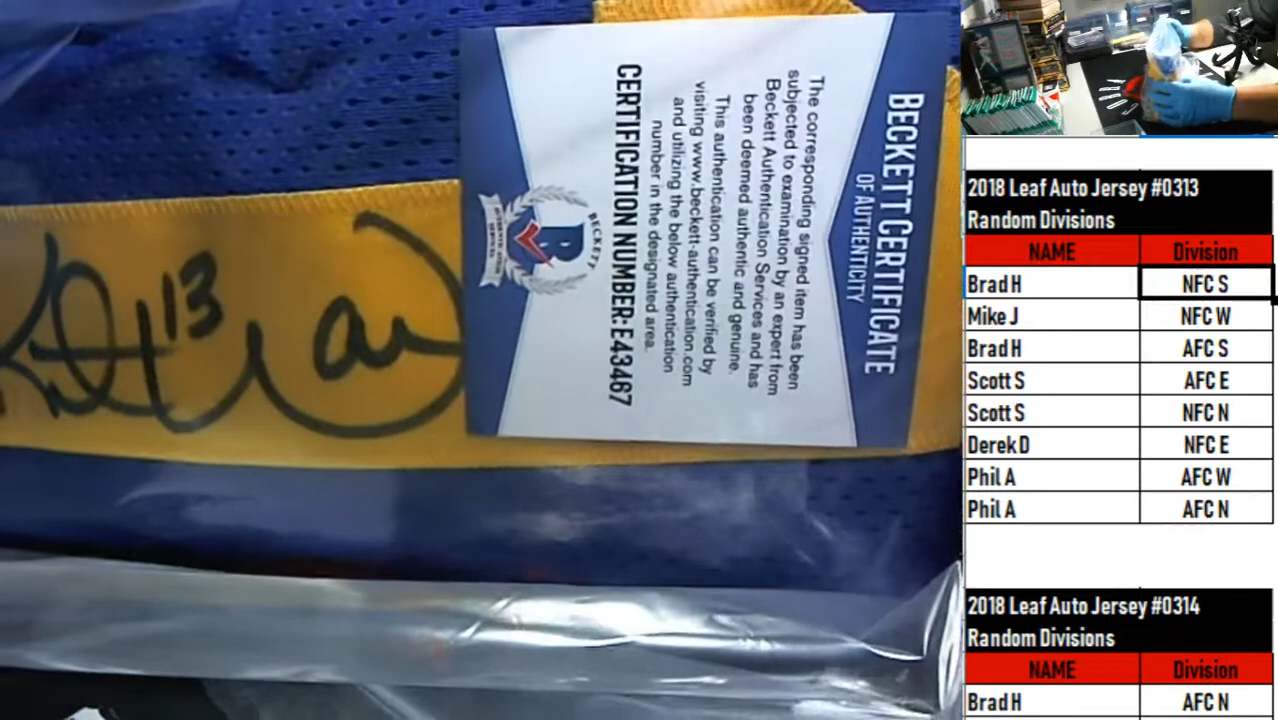 BECKETT CERTIFICATE
OF AUTHENTICITY
The corresponding signed item has been
subjected to examination by an expert from
Beckett Authentication Services and has
been deemed authentic and genuine.
This authentication can be verified by
visiting www.beckett-authentication.com
and utilizing the below authentication
number in the designated area.
CERTIFICATION NUMBER: E43467
BECKETT
B
13
2018 Leaf Auto Jersey #0313
Random Divisions
NAME Division
Brad H NFC S
Mike J NFC W
Brad H AFC S
Scott S AFC E
Scott S NFC N
Derek D NFC E
Phil A AFC W
Phil A AFC N
2018 Leaf Auto Jersey #0314
Random Divisions
NAME Division
Brad H AFC N